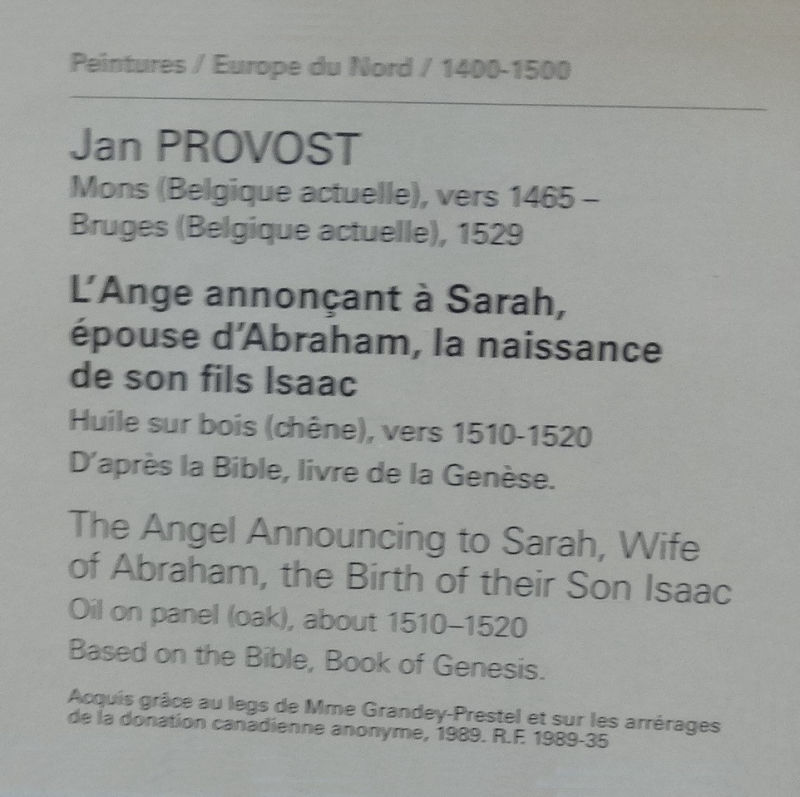 Peintures / Europe du Nord / 1400-1500
Jan PROVOST
Mons (Belgique actuelle), vers 1465 –
Bruges (Belgique actuelle), 1529
L'Ange annonçant à Sarah,
épouse d'Abraham, la naissance
de son fils Isaac
Huile sur bois (chêne), vers 1510-1520
D'après la Bible, livre de la Genèse.
The Angel Announcing to Sarah, Wife
of Abraham, the Birth of their Son Isaac
Oil on panel (oak), about 1510–1520
Based on the Bible, Book of Genesis.
Acquis grâce au legs de Mme Grandey-Prestel et sur les arrérages
de la donation canadienne anonyme, 1989. R.F. 1989-35